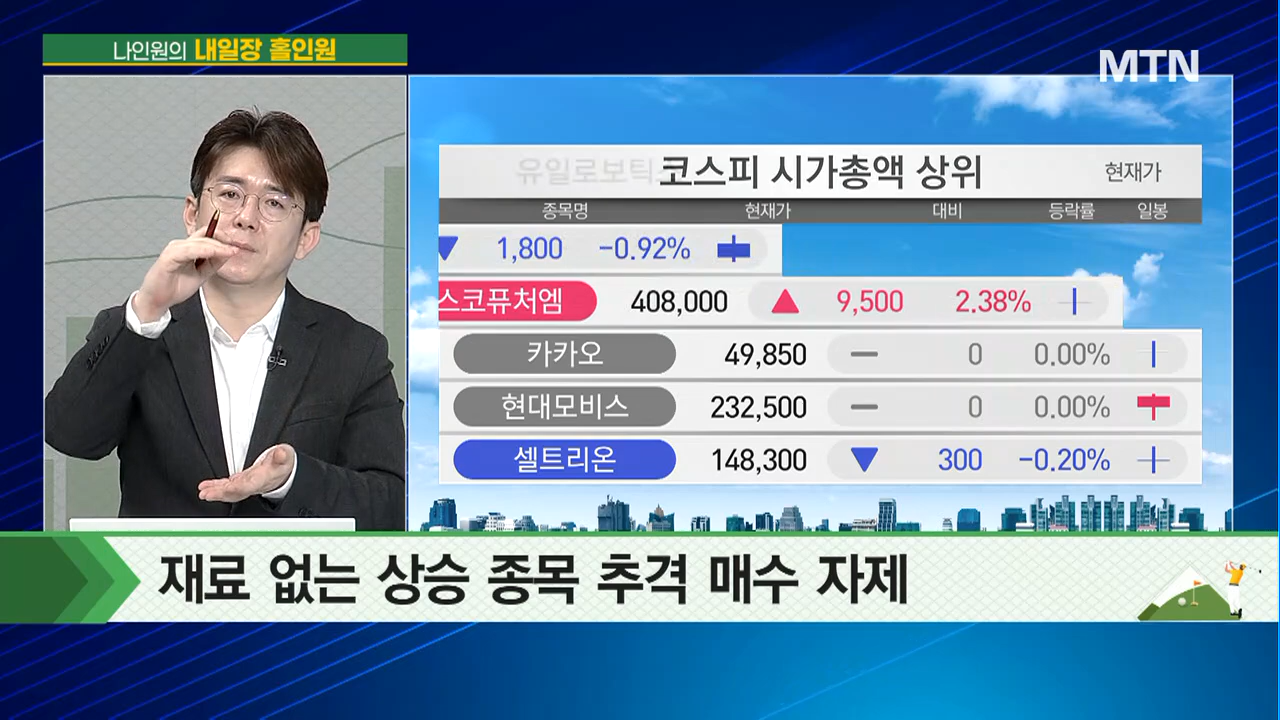 나인원의 내일장 홀인원
MTN
유일로보틱
코스피 시가총액 상위
현재가
종목명 현재가 대비 등락률 일봉
▼ 1,800 -0.92%
스코퓨처엠 408,000 ▲ 9,500 2.38%
카카오 49,850 — 0 0.00%
현대모비스 232,500 — 0 0.00%
셀트리온 148,300 ▼ 300 -0.20%
재료 없는 상승 종목 추격 매수 자제